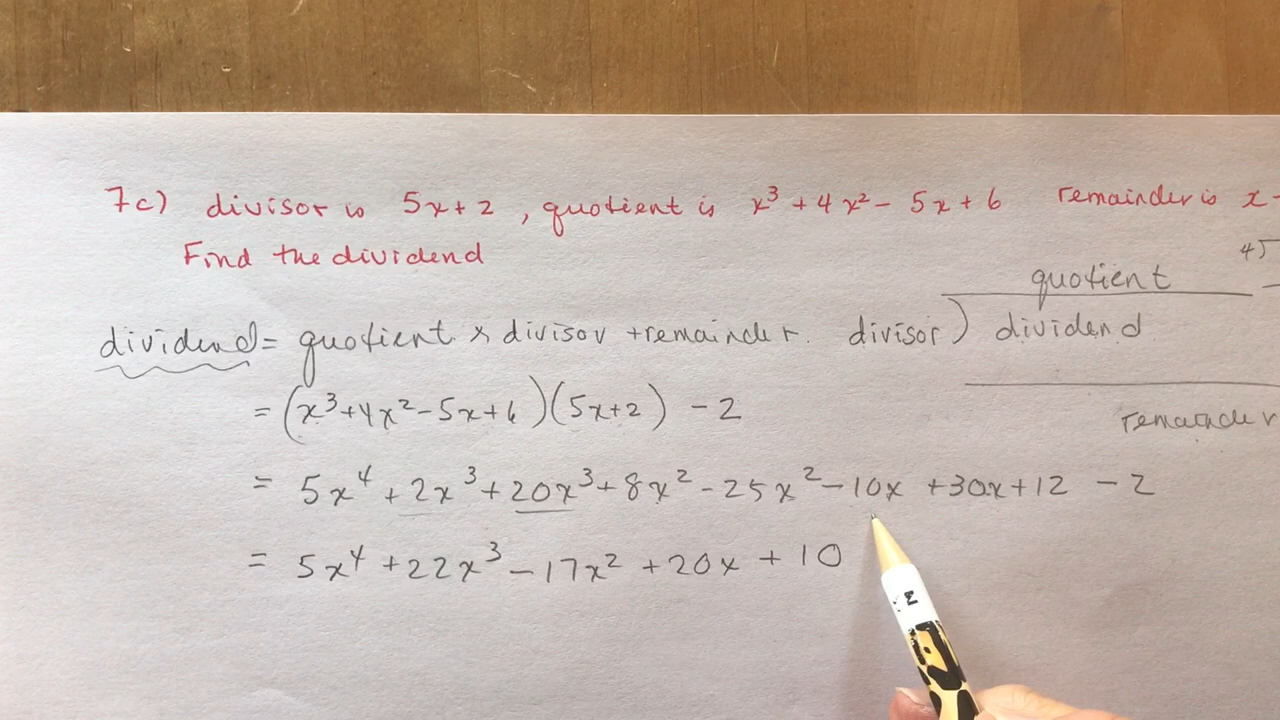 7c) divisor is 5x+2, quotient is x³+4x²-5x+6 remainder is x-
Find the dividend
4)
quotient
dividend = quotient x divisor + remainder. divisor) dividend
= (x³+4x²-5x+6)(5x+2) -2
remainder
= 5x⁴+2x³+20x³+8x²-25x²-10x+30x+12 -2
= 5x⁴+22x³-17x²+20x+10